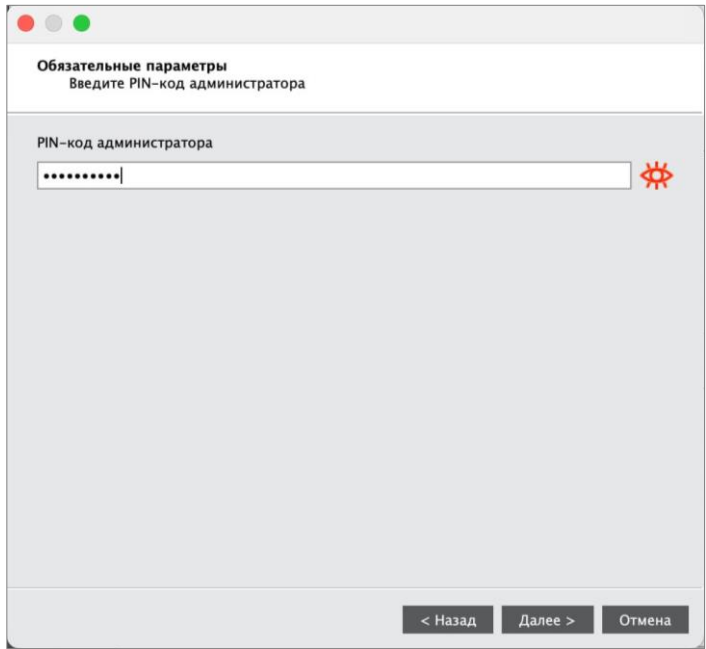 Обязательные параметры
Введите PIN-код администратора
PIN-код администратора
••••••••••
< Назад
Далее >
Отмена